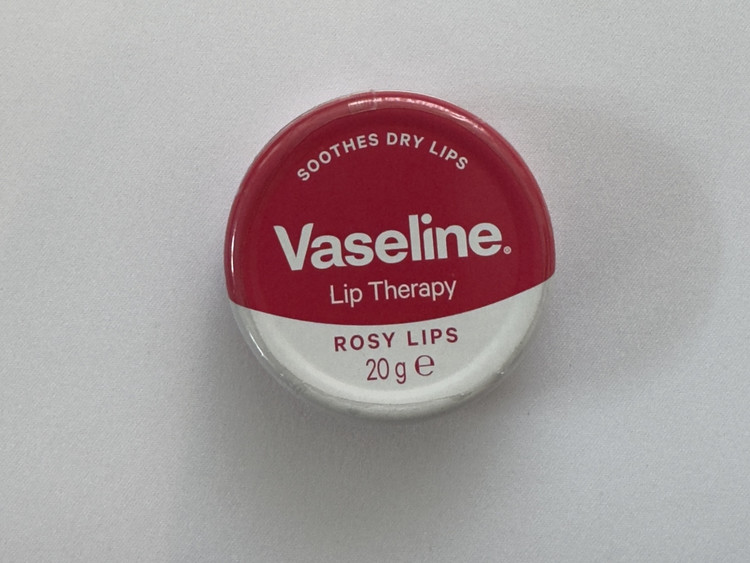 SOOTHES DRY LIPS
Vaseline®
Lip Therapy
ROSY LIPS
20 g ℮